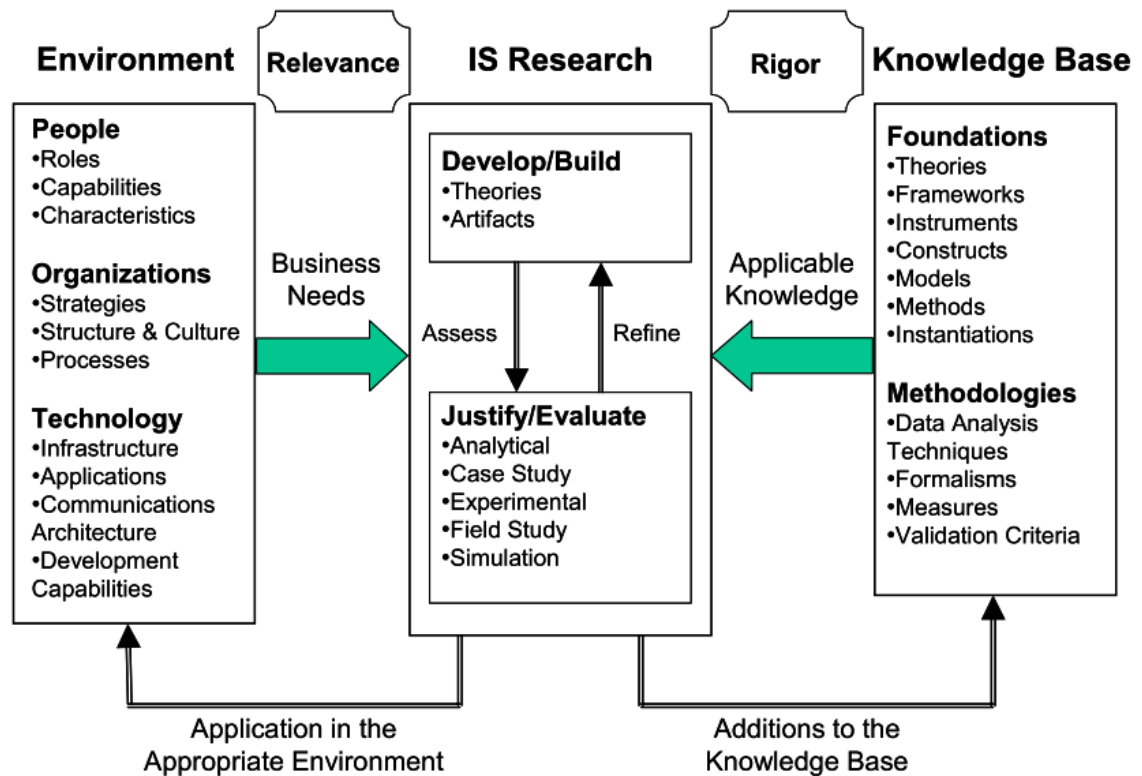 Environment
Relevance
IS Research
Rigor
Knowledge Base
People
•Roles
•Capabilities
•Characteristics
Organizations
•Strategies
•Structure & Culture
•Processes
Technology
•Infrastructure
•Applications
•Communications
Architecture
•Development
Capabilities
Business
Needs
Develop/Build
•Theories
•Artifacts
Assess
Refine
Justify/Evaluate
•Analytical
•Case Study
•Experimental
•Field Study
•Simulation
Applicable
Knowledge
Foundations
•Theories
•Frameworks
•Instruments
•Constructs
•Models
•Methods
•Instantiations
Methodologies
•Data Analysis
Techniques
•Formalisms
•Measures
•Validation Criteria
Application in the
Appropriate Environment
Additions to the
Knowledge Base